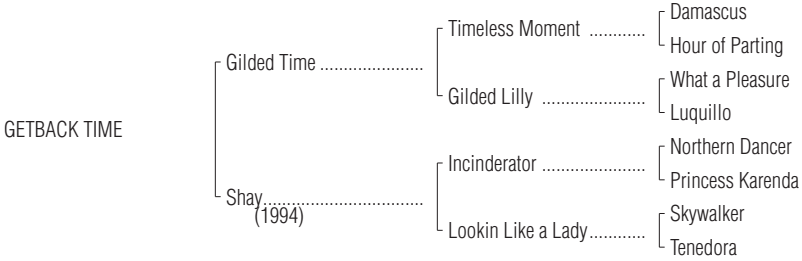 Damascus
Timeless Moment ............
Hour of Parting
Gilded Time ......................
What a Pleasure
Gilded Lilly ......................
Luquillo
GETBACK TIME
Northern Dancer
Incinderator ......................
Princess Karenda
Shay..................................
(1994)
Skywalker
Lookin Like a Lady............
Tenedora